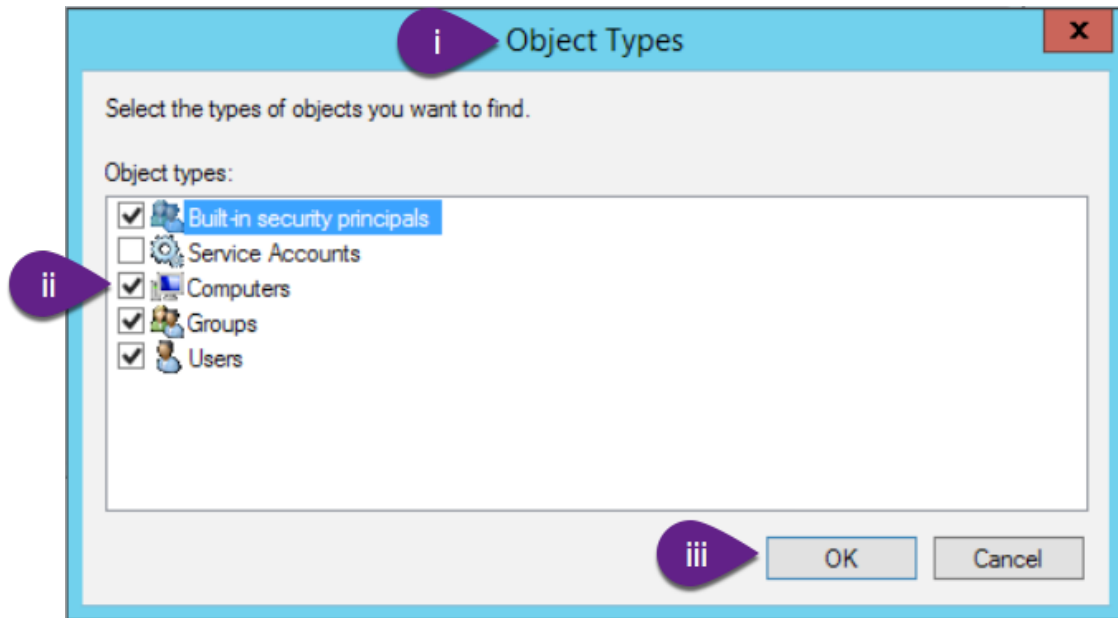 i
Object Types
x
Select the types of objects you want to find.
Object types:
Built-in security principals
Service Accounts
ii
Computers
Groups
Users
iii
OK
Cancel